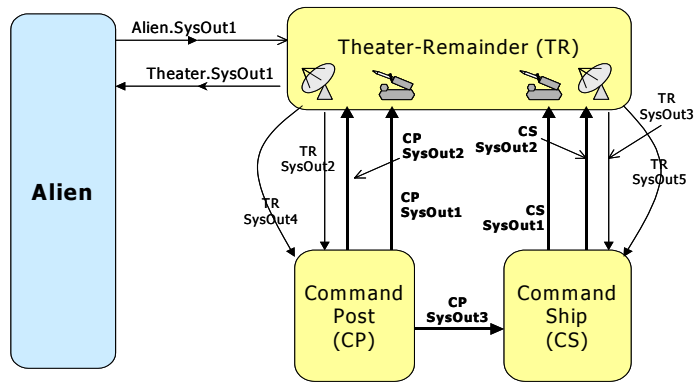 Alien.SysOut1
Theater-Remainder (TR)
Theater.SysOut1
TR
SysOut3
CP
SysOut2
CS
SysOut2
TR
SysOut2
TR
SysOut5
Alien
CP
SysOut1
TR
SysOut4
CS
SysOut1
Command
Post
(CP)
CP
SysOut3
Command
Ship
(CS)